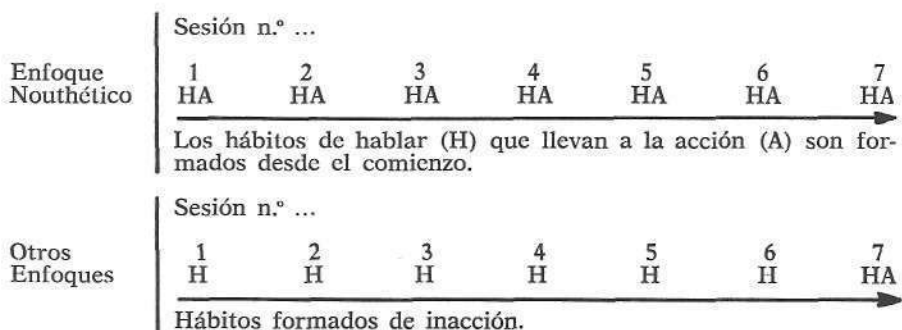 Sesión n.º ...
Enfoque 1 2 3 4 5 6 7
Nouthético HA HA HA HA HA HA HA
Los hábitos de hablar (H) que llevan a la acción (A) son for-
mados desde el comienzo.
Sesión n.º ...
Otros 1 2 3 4 5 6 7
Enfoques H H H H H H HA
Hábitos formados de inacción.